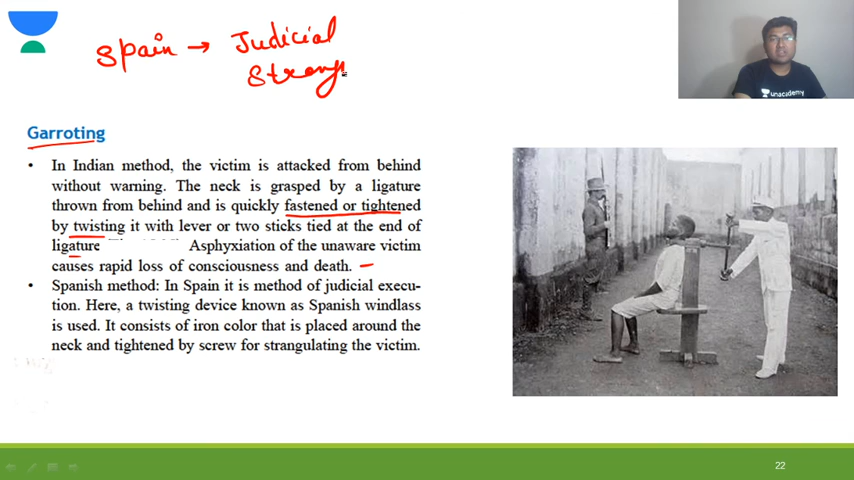 Spain → Judicial
Strang
unacademy
Garroting
• In Indian method, the victim is attacked from behind
without warning. The neck is grasped by a ligature
thrown from behind and is quickly fastened or tightened
by twisting it with lever or two sticks tied at the end of
ligature Asphyxiation of the unaware victim
causes rapid loss of consciousness and death.
• Spanish method: In Spain it is method of judicial execu-
tion. Here, a twisting device known as Spanish windlass
is used. It consists of iron color that is placed around the
neck and tightened by screw for strangulating the victim.
22